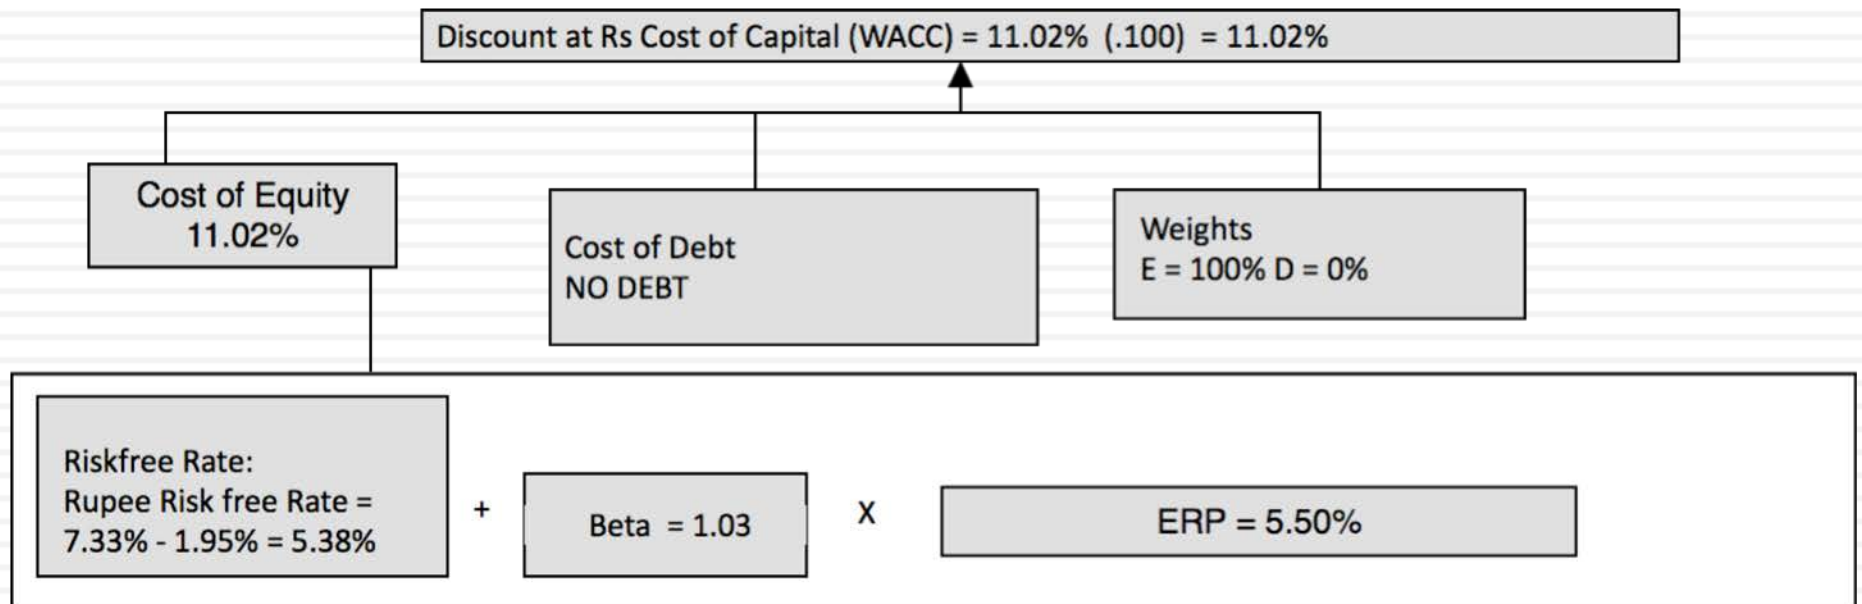 Discount at Rs Cost of Capital (WACC) = 11.02% (.100) = 11.02%
Cost of Equity
11.02%
Cost of Debt
NO DEBT
Weights
E = 100% D = 0%
Riskfree Rate:
Rupee Risk free Rate =
7.33% - 1.95% = 5.38%
+
Beta = 1.03
X
ERP = 5.50%